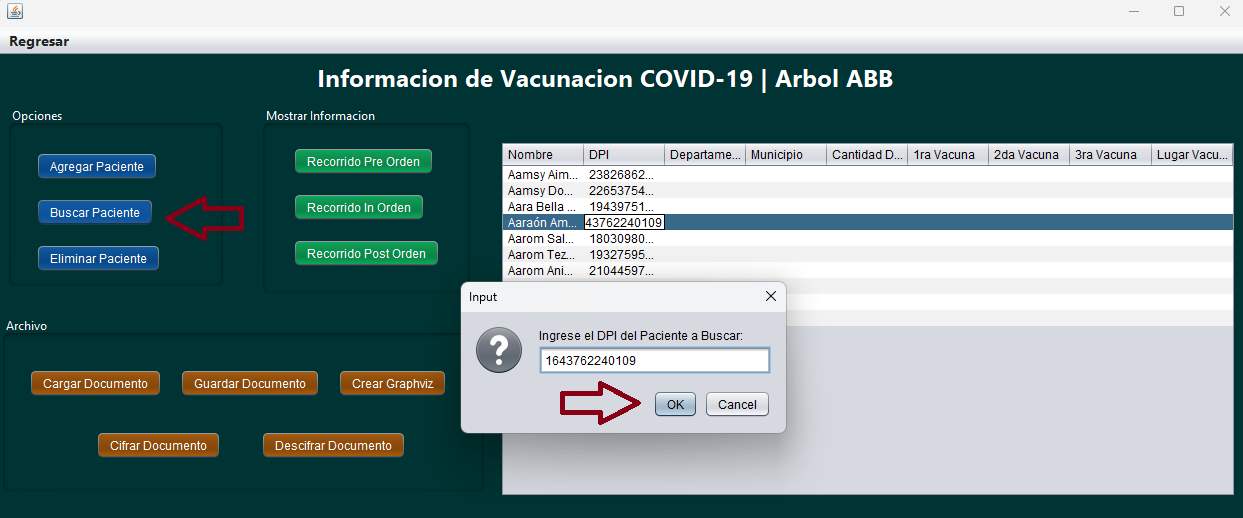 Regresar
Informacion de Vacunacion COVID-19 | Arbol ABB
Opciones
Agregar Paciente
Buscar Paciente
Eliminar Paciente
Mostrar Informacion
Recorrido Pre Orden
Recorrido In Orden
Recorrido Post Orden
Nombre DPI Departame... Municipio Cantidad D... 1ra Vacuna 2da Vacuna 3ra Vacuna Lugar Vacu...
Aamsy Aim... 23826862...
Aamsy Do... 22653754...
Aara Bella ... 19439751...
Aaraón Am... 43762240109
Aarom Sal... 18030980...
Aarom Tez... 19327595...
Aarom Ani... 21044597...
Input
Ingrese el DPI del Paciente a Buscar:
1643762240109
OK Cancel
Archivo
Cargar Documento Guardar Documento Crear Graphviz
Cifrar Documento Descifrar Documento